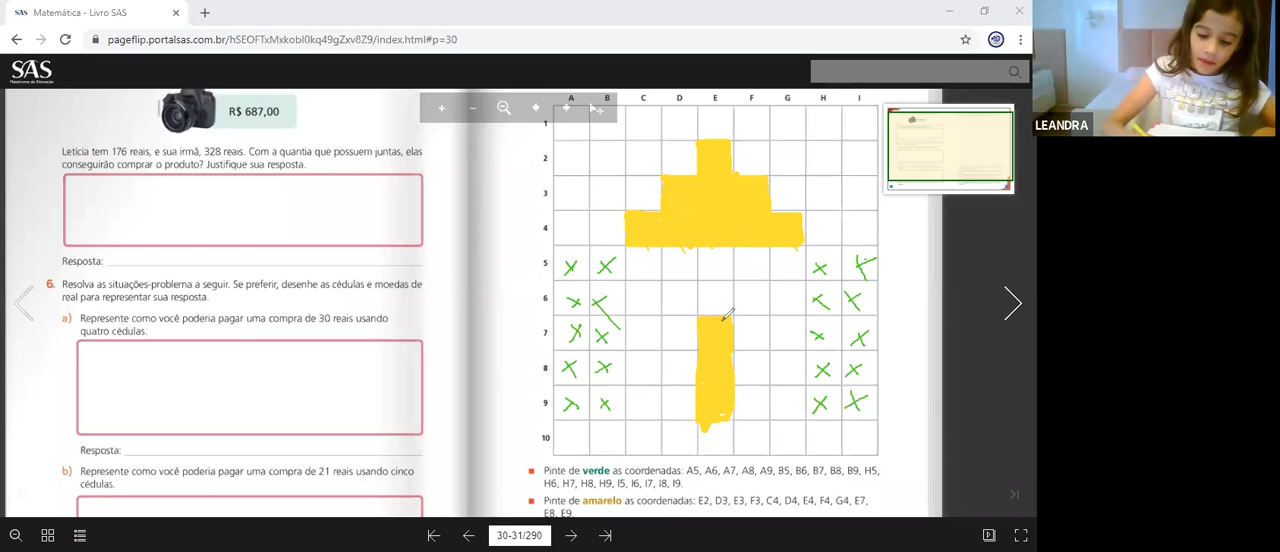 SAS Matemática - Livro SAS
pageflip.portalsas.com.br/hSEOFTxMxkobI0kq49gZxv8Z9/index.html#p=30
SAS
Plataforma de Educação
LEANDRA
R$ 687,00
Letícia tem 176 reais, e sua irmã, 328 reais. Com a quantia que possuem juntas, elas
conseguirão comprar o produto? Justifique sua resposta.
Resposta:
6. Resolva as situações-problema a seguir. Se preferir, desenhe as cédulas e moedas de
real para representar sua resposta.
a) Represente como você poderia pagar uma compra de 30 reais usando
quatro cédulas.
Resposta:
b) Represente como você poderia pagar uma compra de 21 reais usando cinco
cédulas.
A B C D E F G H I
1
2
3
4
5
6
7
8
9
10
Pinte de verde as coordenadas: A5, A6, A7, A8, A9, B5, B6, B7, B8, B9, H5,
H6, H7, H8, H9, I5, I6, I7, I8, I9.
Pinte de amarelo as coordenadas: E2, D3, E3, F3, C4, D4, E4, F4, G4, E7,
E8, E9.
30-31/290